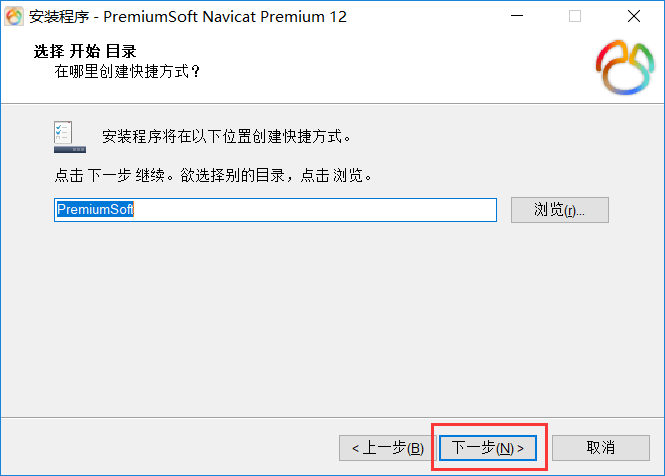 安装程序 - PremiumSoft Navicat Premium 12
选择 开始 目录
在哪里创建快捷方式？
安装程序将在以下位置创建快捷方式。
点击 下一步 继续。欲选择别的目录，点击 浏览。
PremiumSoft
浏览(r)...
< 上一步(B)
下一步(N) >
取消